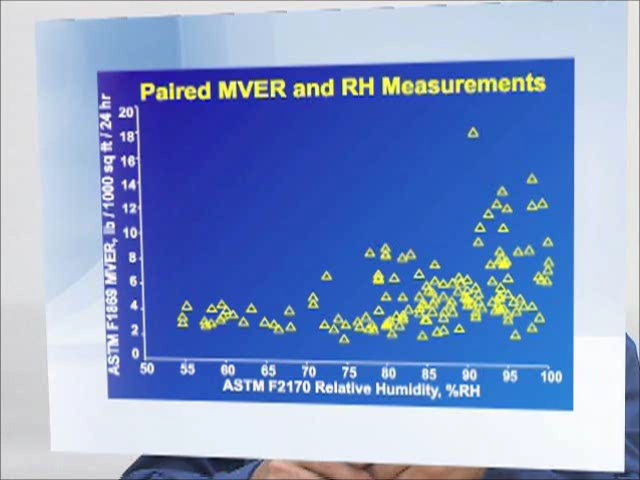 Paired MVER and RH Measurements
ASTM F1869 MVER, lb / 1000 sq ft / 24 hr
20
18
16
14
12
10
8
6
4
2
0
50 55 60 65 70 75 80 85 90 95 100
ASTM F2170 Relative Humidity, %RH